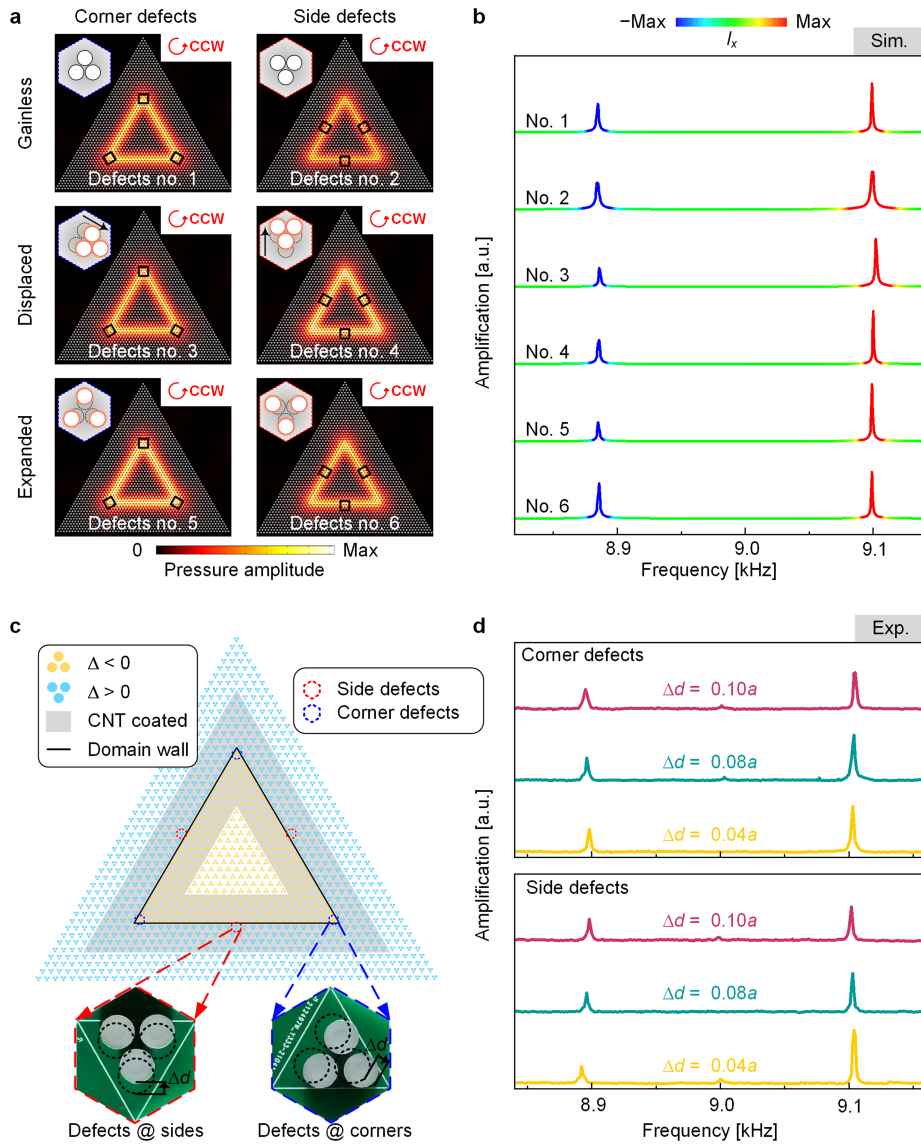 a
Corner defects
Side defects
Gainless
CCW
CCW
Defects no. 1
Defects no. 2
Displaced
CCW
CCW
Defects no. 3
Defects no. 4
Expanded
CCW
CCW
Defects no. 5
Defects no. 6
0
Max
Pressure amplitude
b
−Max
Max
Iₓ
Sim.
Amplification [a.u.]
No. 1
No. 2
No. 3
No. 4
No. 5
No. 6
8.9
9.0
9.1
Frequency [kHz]
c
Δ < 0
Δ > 0
CNT coated
Domain wall
Side defects
Corner defects
Δd
Δd
Defects @ sides
Defects @ corners
d
Exp.
Amplification [a.u.]
Corner defects
Δd = 0.10a
Δd = 0.08a
Δd = 0.04a
Side defects
Δd = 0.10a
Δd = 0.08a
Δd = 0.04a
8.9
9.0
9.1
Frequency [kHz]